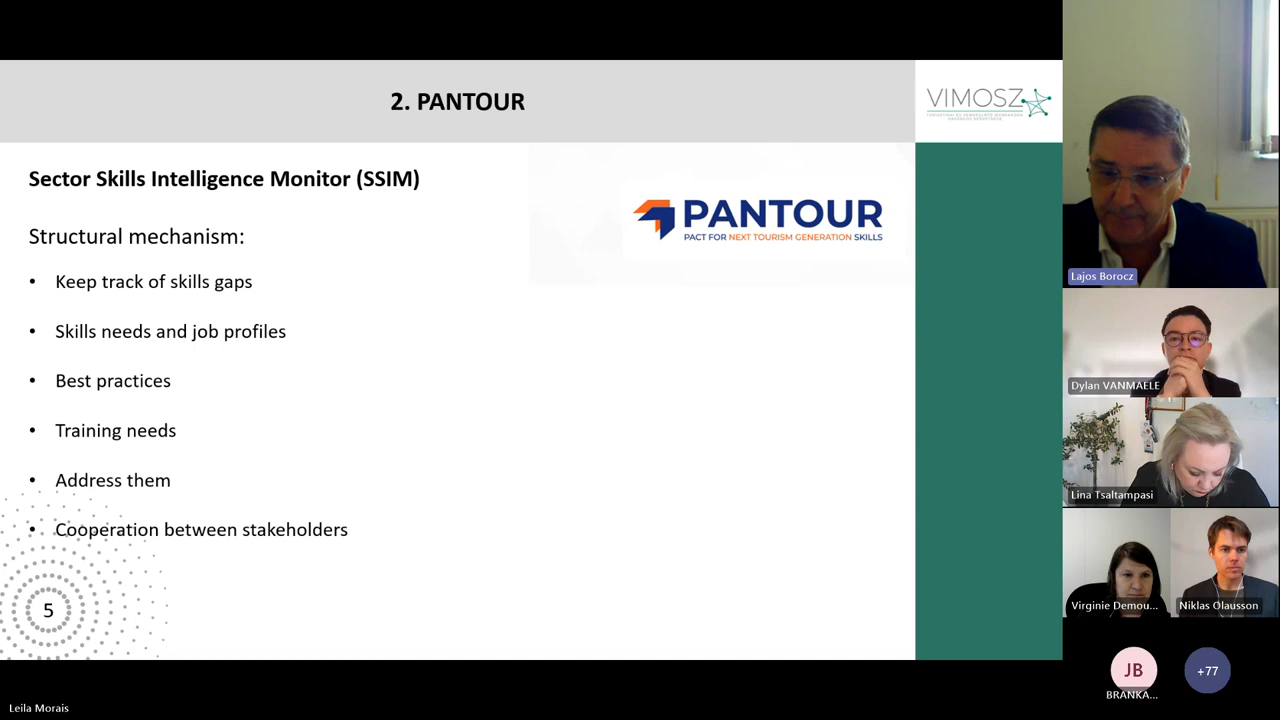 2. PANTOUR
VIMOSZ
Sector Skills Intelligence Monitor (SSIM)
PANTOUR
PACT FOR NEXT TOURISM GENERATION SKILLS
Structural mechanism:
• Keep track of skills gaps
• Skills needs and job profiles
• Best practices
• Training needs
• Address them
• Cooperation between stakeholders
5
Lajos Borocz
Dylan VANMAELE
Lina Tsaltampasi
Virginie Demou...
Niklas Olausson
JB
BRANKA...
+77
Leila Morais